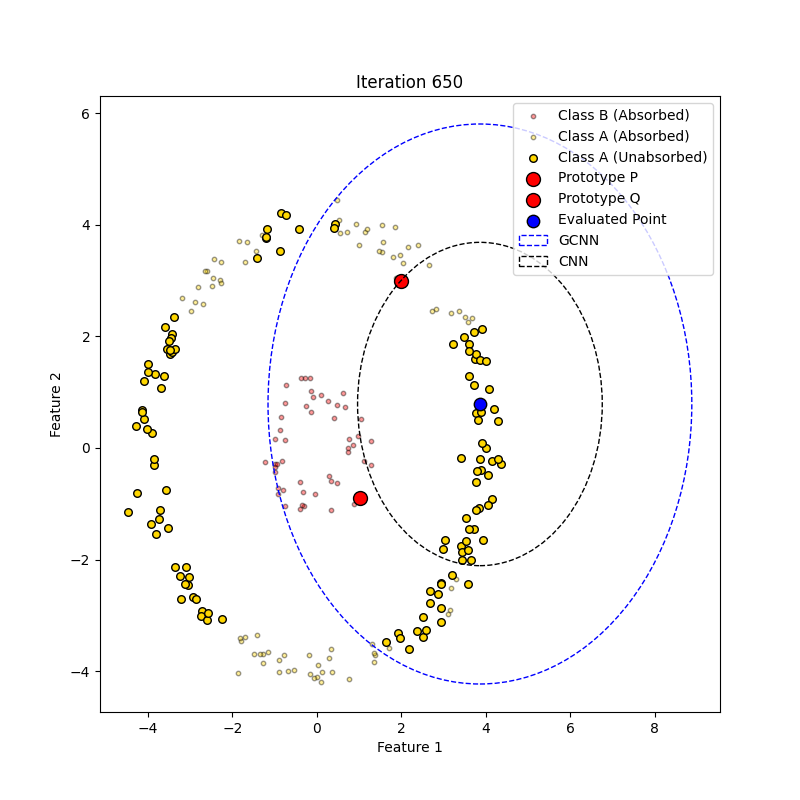 Iteration 650
Class B (Absorbed)
Class A (Absorbed)
Class A (Unabsorbed)
Prototype P
Prototype Q
Evaluated Point
GCNN
CNN
Feature 2
6
4
2
0
−2
−4
−4
−2
0
2
4
6
8
Feature 1